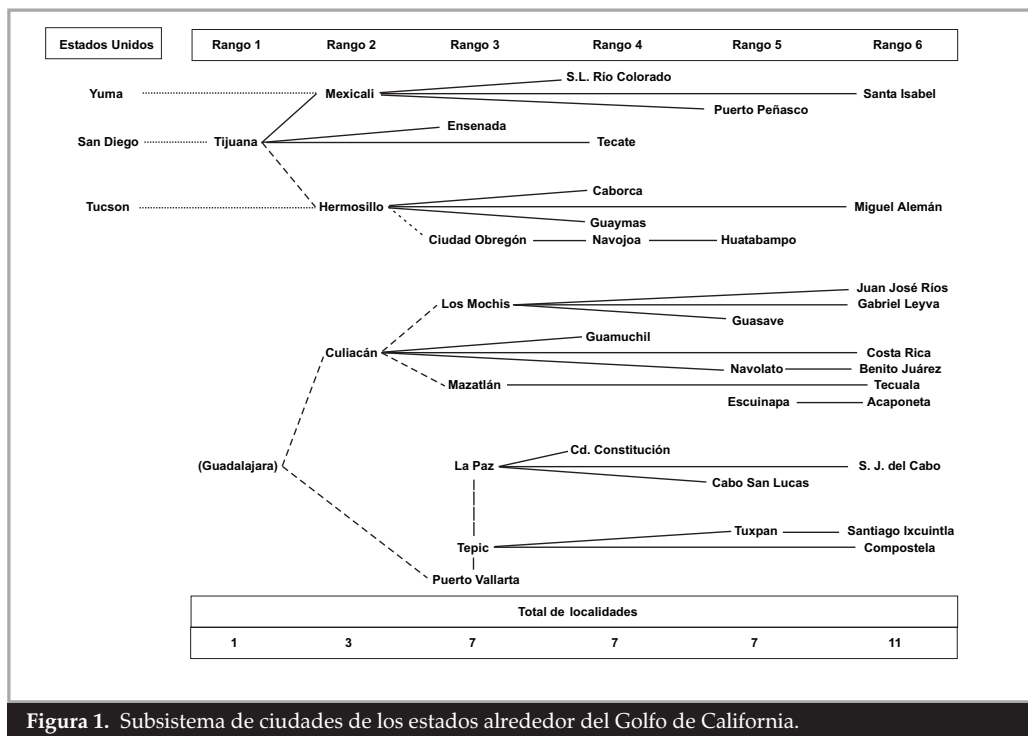 Estados Unidos Rango 1 Rango 2 Rango 3 Rango 4 Rango 5 Rango 6
S.L. Río Colorado
Yuma Mexicali Santa Isabel
Puerto Peñasco
Ensenada
San Diego Tijuana Tecate
Caborca
Tucson Hermosillo Miguel Alemán
Guaymas
Ciudad Obregón Navojoa Huatabampo
Juan José Ríos
Los Mochis Gabriel Leyva
Guasave
Guamuchil
Culiacán Costa Rica
Navolato Benito Juárez
Mazatlán Tecuala
Escuinapa Acaponeta
Cd. Constitución
(Guadalajara) La Paz S. J. del Cabo
Cabo San Lucas
Tuxpan Santiago Ixcuintla
Tepic Compostela
Puerto Vallarta
Total de localidades
1 3 7 7 7 11
Figura 1. Subsistema de ciudades de los estados alrededor del Golfo de California.